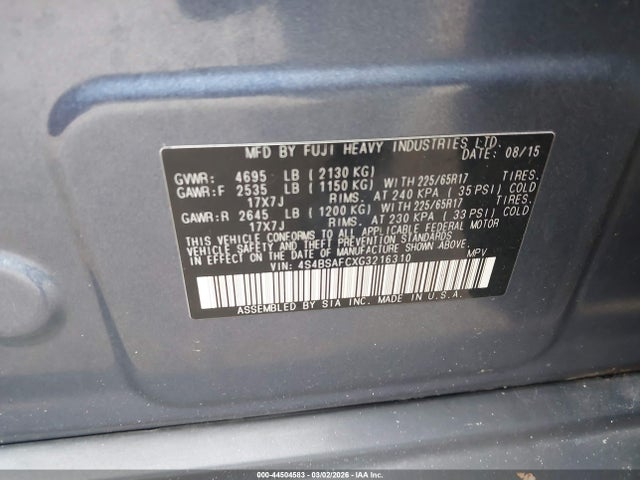 MFD BY FUJI HEAVY INDUSTRIES LTD.
DATE: 08/15
GVWR: 4695 LB ( 2130 KG)
GAWR:F 2535 LB ( 1150 KG) WITH 225/65R17 TIRES.
17X7J RIMS. AT 240 KPA ( 35 PSI) COLD
GAWR:R 2645 LB ( 1200 KG) WITH 225/65R17 TIRES.
17X7J RIMS. AT 230 KPA ( 33 PSI) COLD
THIS VEHICLE CONFORMS TO ALL APPLICABLE FEDERAL MOTOR
VEHICLE SAFETY STANDARDS IN EFFECT ON THE
DATE OF MANUFACTURE SHOWN ABOVE.
VIN: 4S4BSAFCXG3216310 MPV
ASSEMBLED BY SIA INC. MADE IN U.S.A.
000-44504583 - 03/02/2026 - IAA Inc.